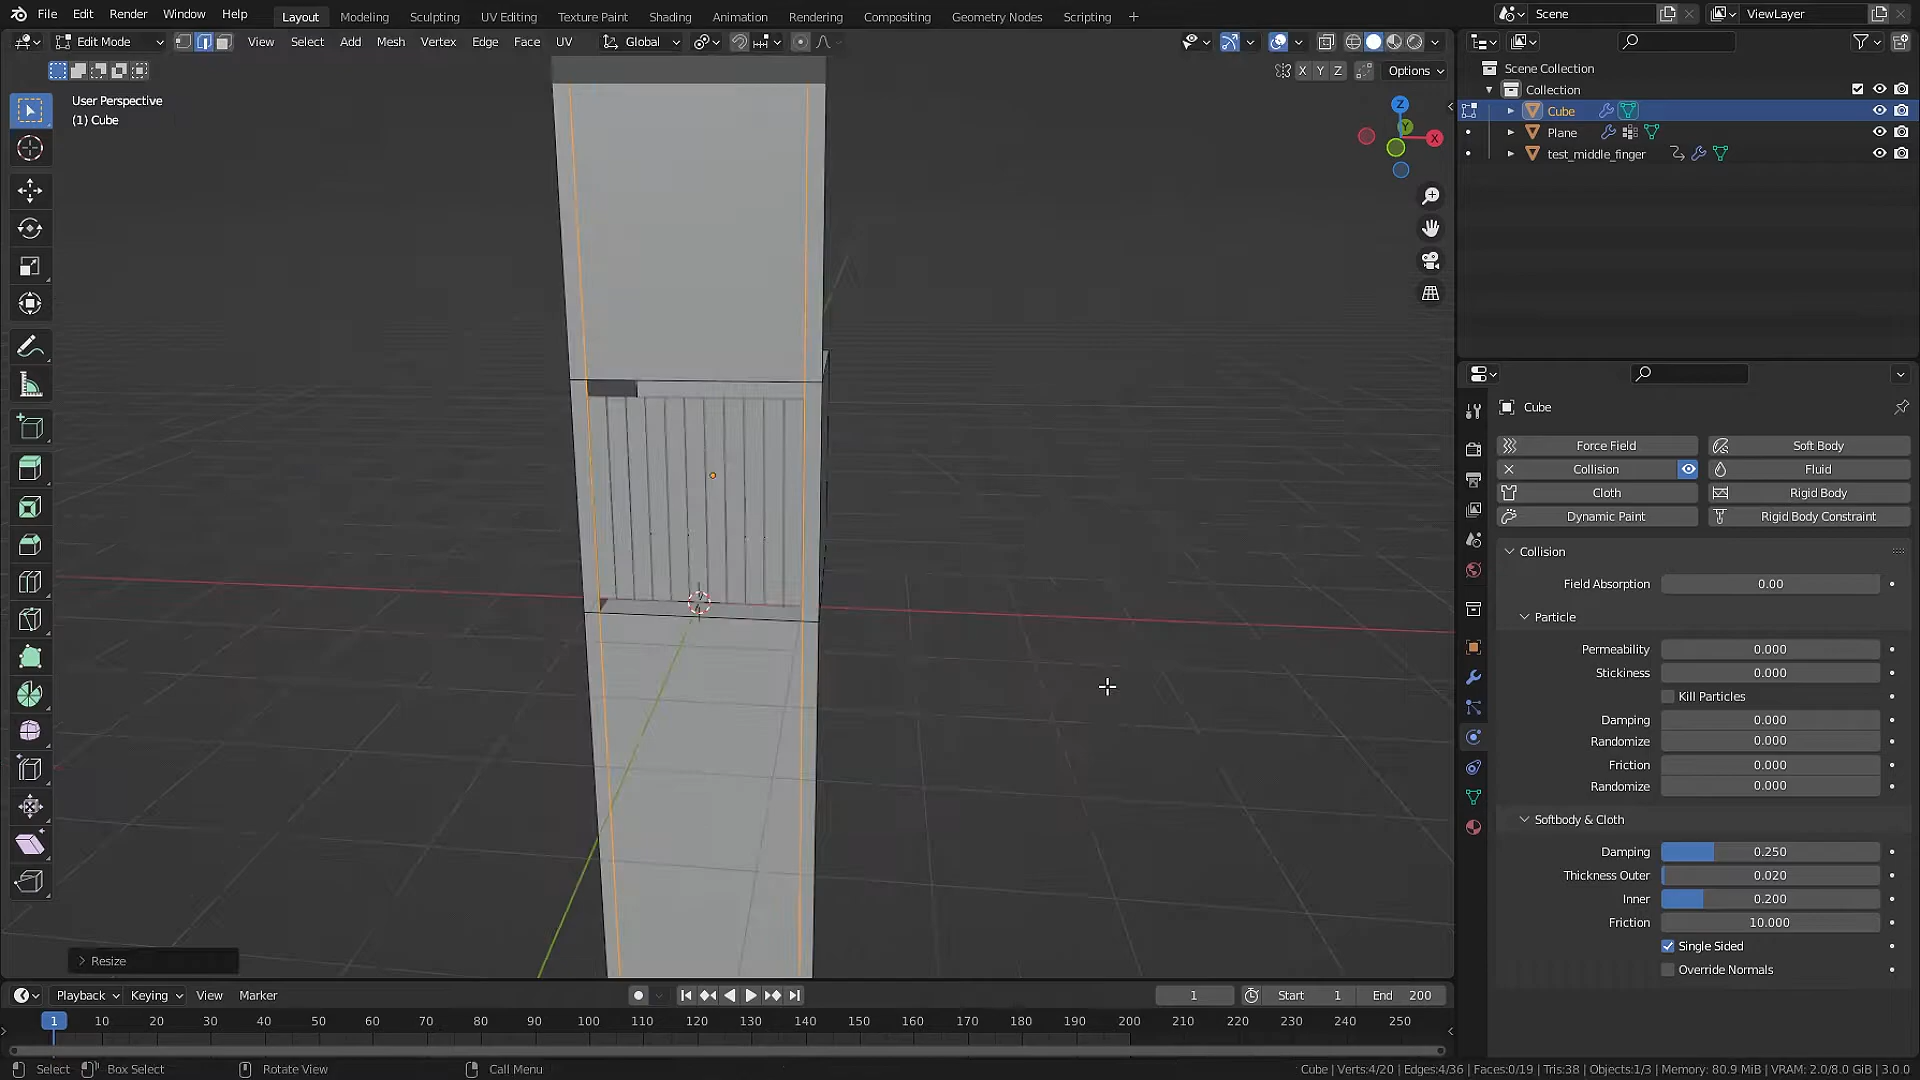 File Edit Render Window Help Layout Modeling Sculpting UV Editing Texture Paint Shading Animation Rendering Compositing Geometry Nodes Scripting + Scene ViewLayer
Edit Mode View Select Add Mesh Vertex Edge Face UV Global
X Y Z Options
User Perspective
(1) Cube
Z
Y
X
Scene Collection
Collection
Cube
Plane
test_middle_finger
Cube
Force Field Soft Body
Collision Fluid
Cloth Rigid Body
Dynamic Paint Rigid Body Constraint
Collision
Field Absorption 0.00
Particle
Permeability 0.000
Stickiness 0.000
Kill Particles
Damping 0.000
Randomize 0.000
Friction 0.000
Randomize 0.000
Softbody & Cloth
Damping 0.250
Thickness Outer 0.020
Inner 0.200
Friction 10.000
Single Sided
Override Normals
Resize
Playback Keying View Marker 1 Start 1 End 200
1 10 20 30 40 50 60 70 80 90 100 110 120 130 140 150 160 170 180 190 200 210 220 230 240 250
Select Box Select Rotate View Call Menu Cube | Verts:4/20 | Edges:4/36 | Faces:0/19 | Tris:38 | Objects:1/3 | Memory: 80.9 MiB | VRAM: 2.0/8.0 GiB | 3.0.0